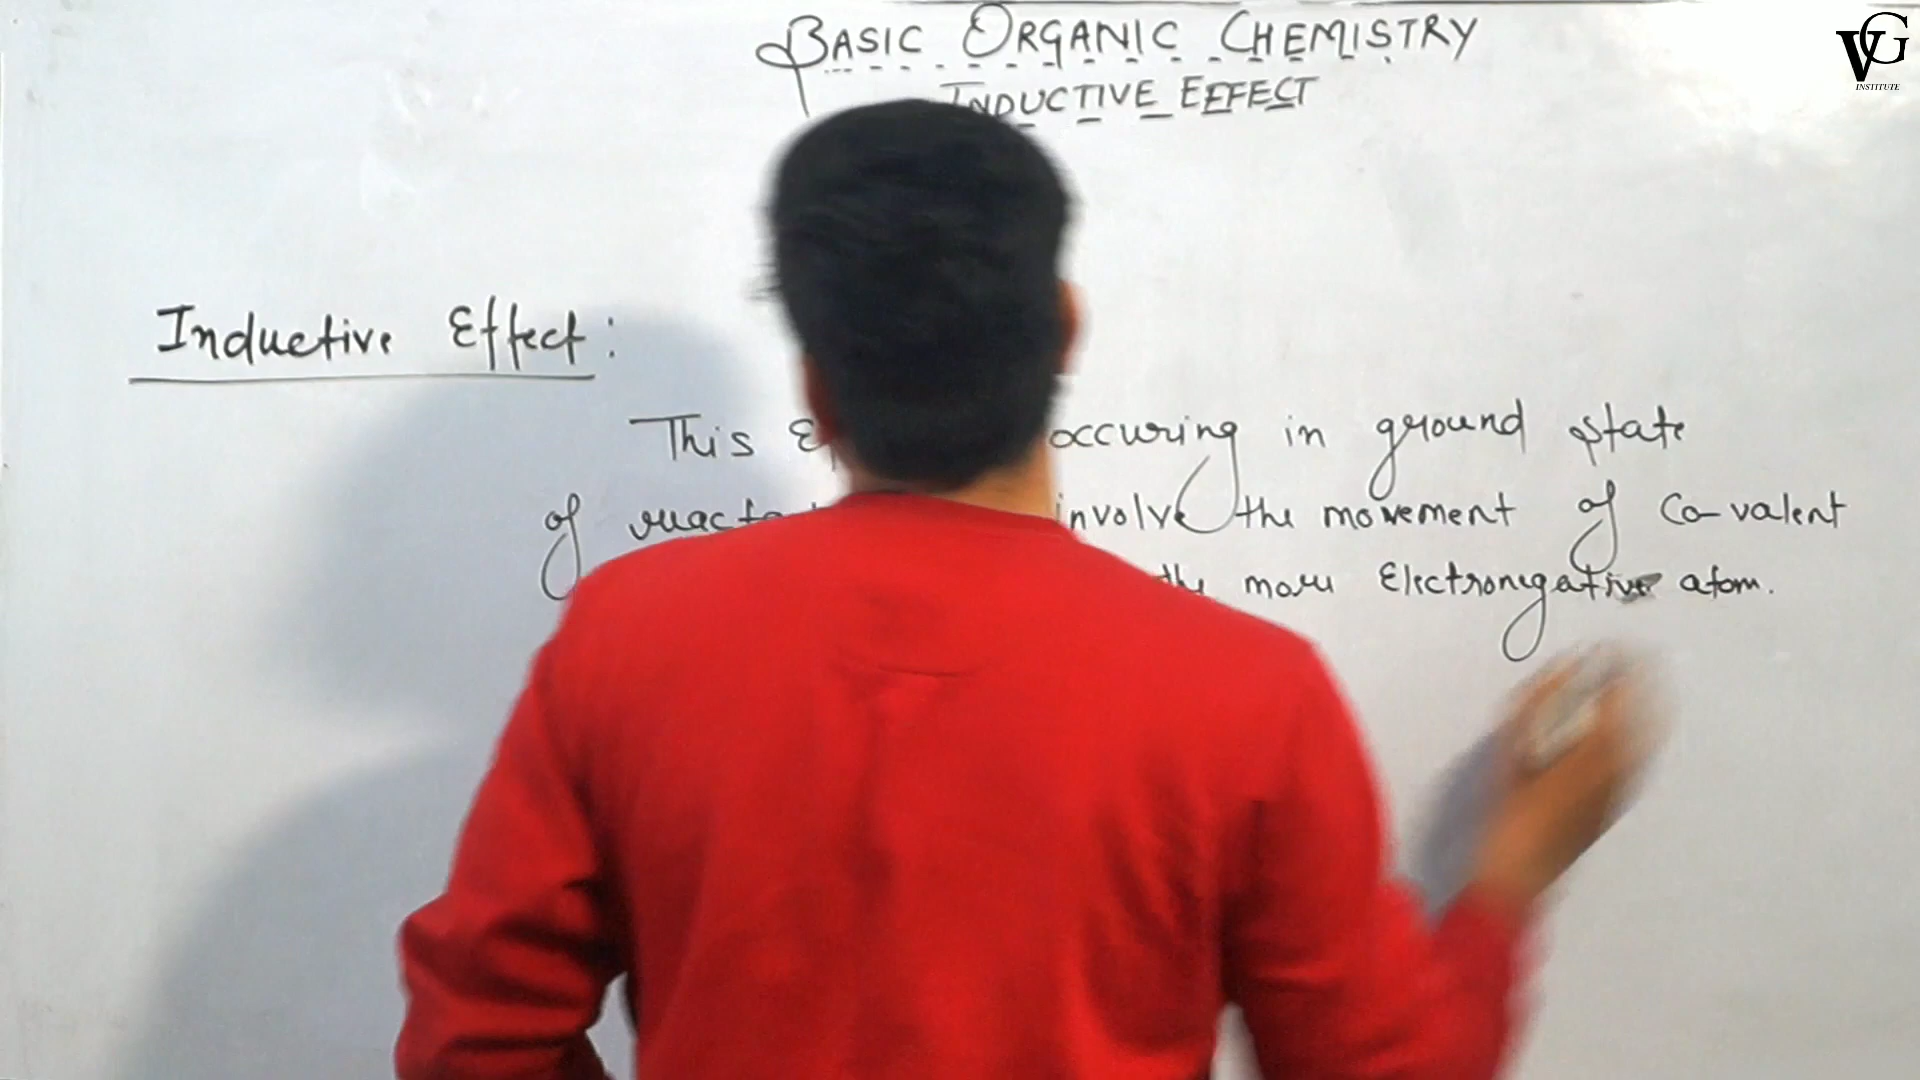 BASIC ORGANIC CHEMISTRY
INDUCTIVE EFFECT
VG
INSTITUTE
Inductive Effect:
This occuring in ground state
of involve the movement of Co-valent
the more Electronegative atom.